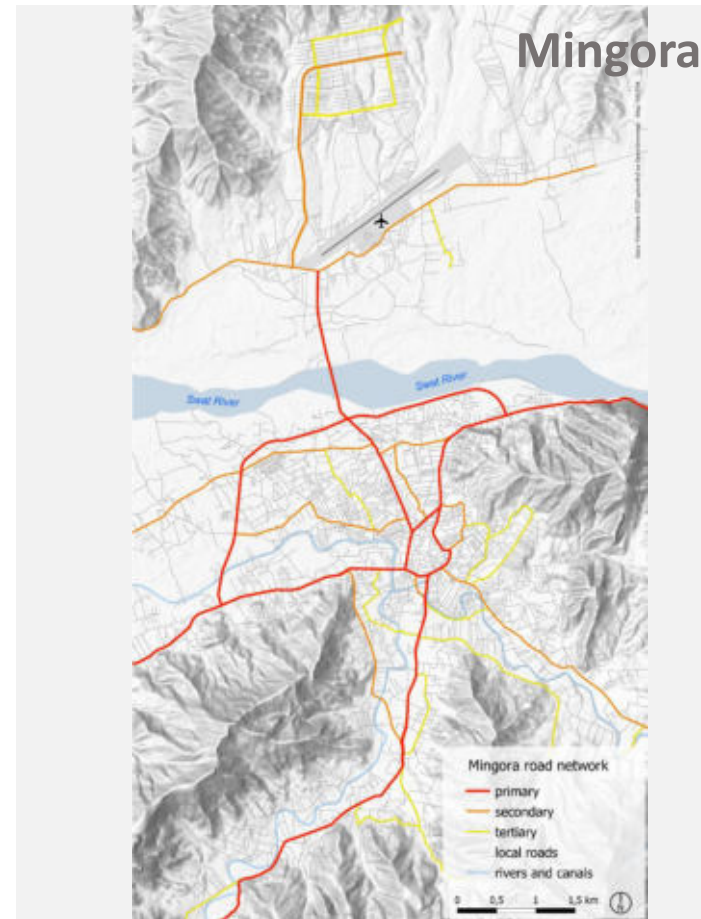 Mingora
Swat River
Swat River
Mingora road network
primary
secondary
tertiary
local roads
rivers and canals
0 0,5 1 1,5 km